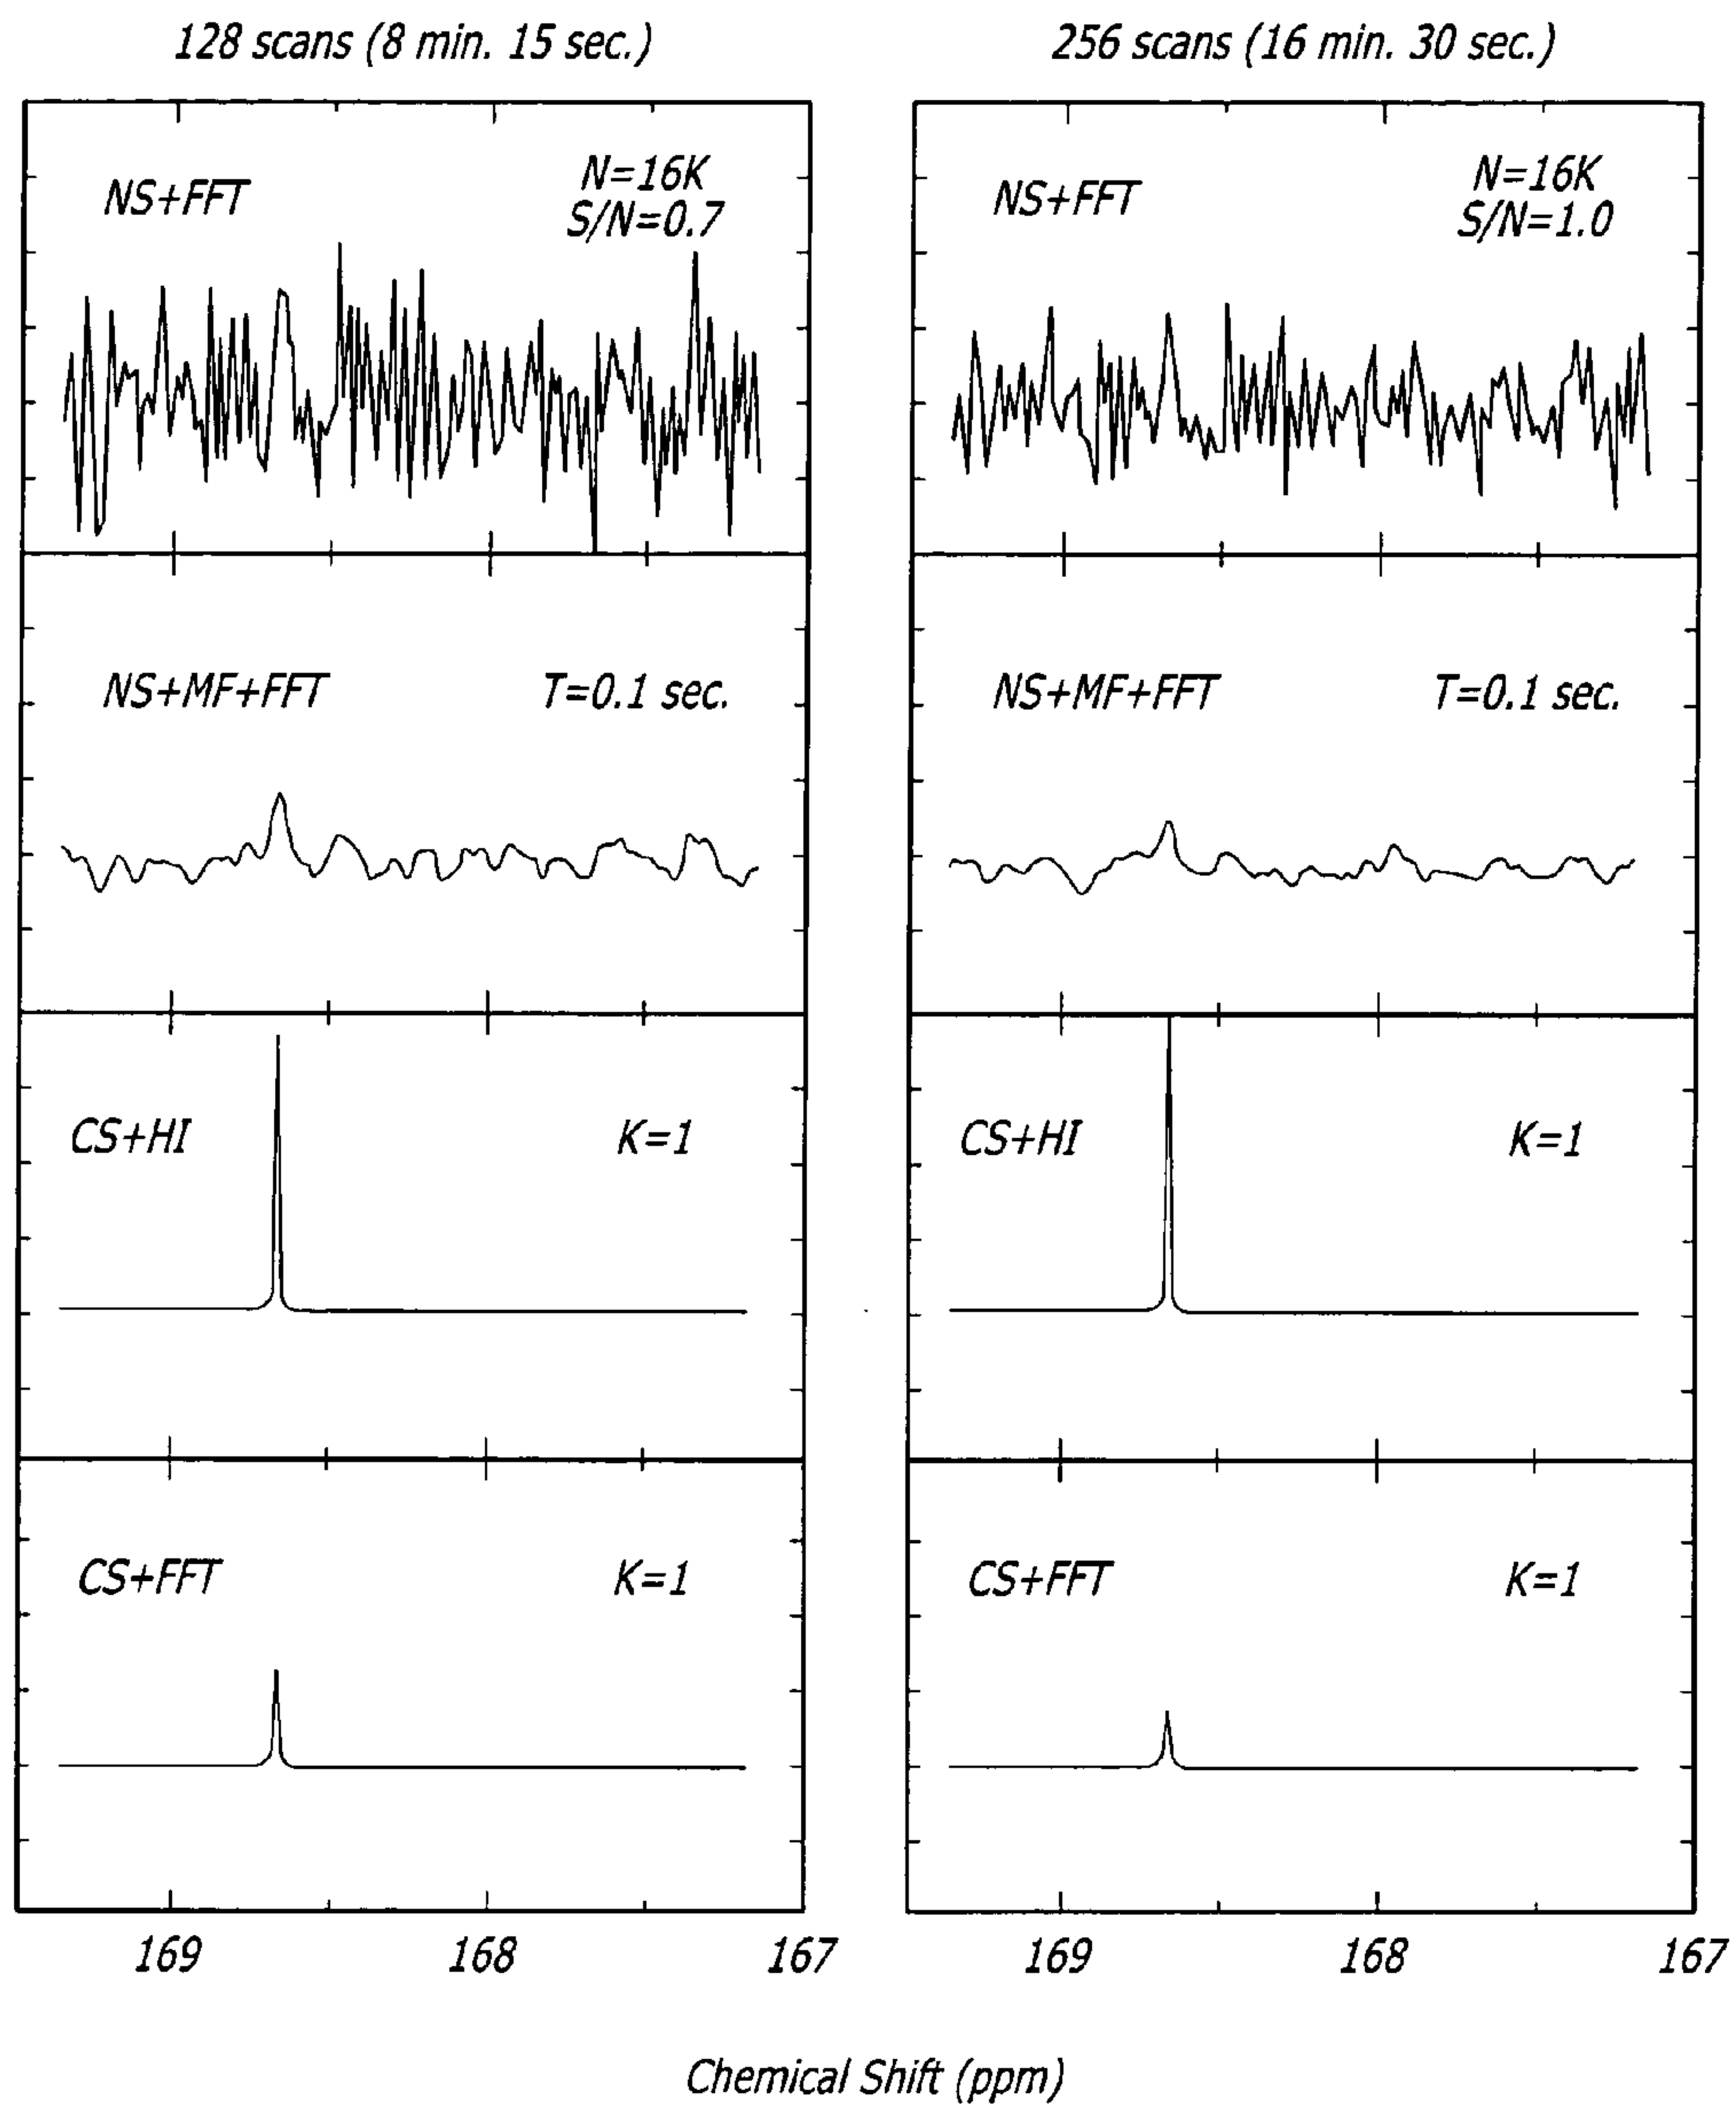 128 scans (8 min. 15 sec.)
NS+FFT
N=16K
S/N=0.7
NS+MF+FFT
T=0.1 sec.
CS+HI
K=1
CS+FFT
K=1
169
168
167
256 scans (16 min. 30 sec.)
NS+FFT
N=16K
S/N=1.0
NS+MF+FFT
T=0.1 sec.
CS+HI
K=1
CS+FFT
K=1
169
168
167
Chemical Shift (ppm)